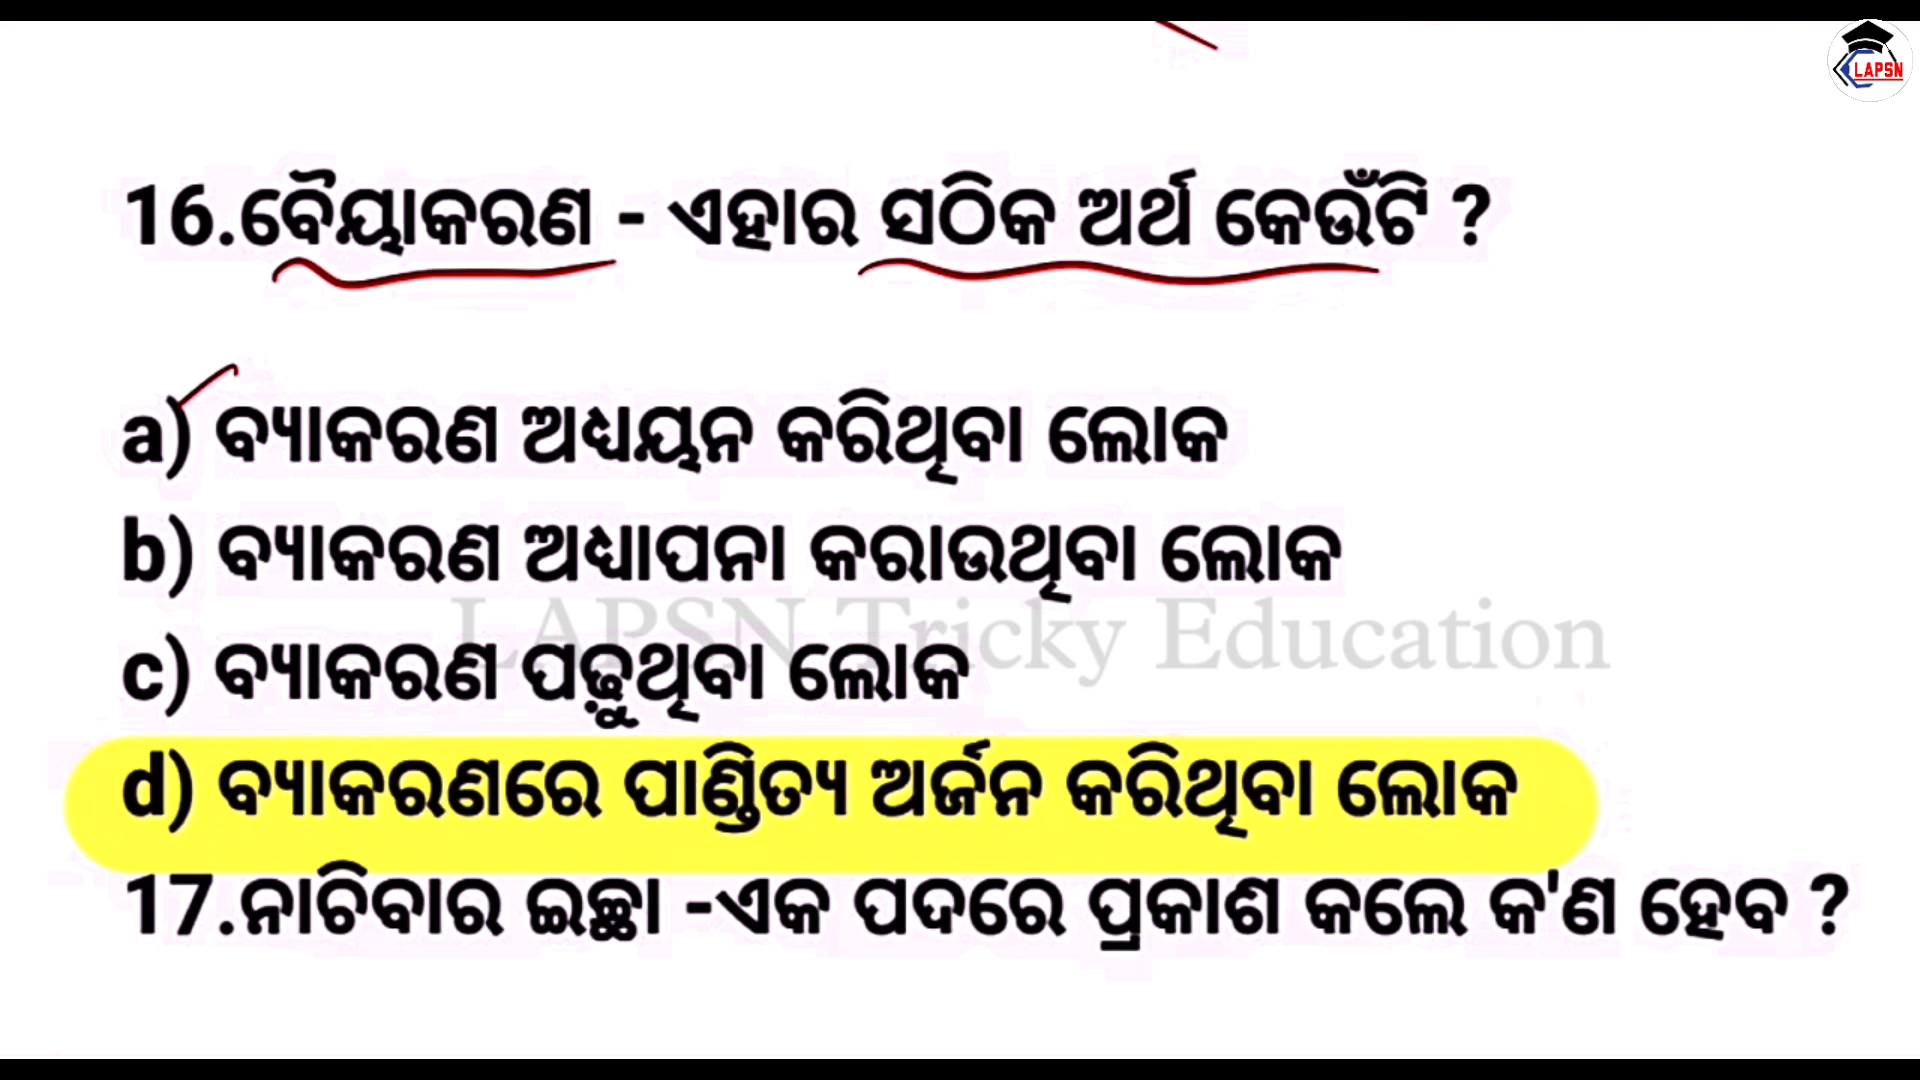 LAPSN
16.ବୈୟାକରଣ - ଏହାର ସଠିକ ଅର୍ଥ କେଉଁଟି ?
a) ବ୍ୟାକରଣ ଅଧ୍ୟୟନ କରିଥିବା ଲୋକ
b) ବ୍ୟାକରଣ ଅଧ୍ୟାପନା କରାଉଥିବା ଲୋକ
LAPSN Tricky Education
c) ବ୍ୟାକରଣ ପଢ଼ୁଥିବା ଲୋକ
d) ବ୍ୟାକରଣରେ ପାଣ୍ଡିତ୍ୟ ଅର୍ଜନ କରିଥିବା ଲୋକ
17.ନାଚିବାର ଇଚ୍ଛା -ଏକ ପଦରେ ପ୍ରକାଶ କଲେ କ'ଣ ହେବ ?